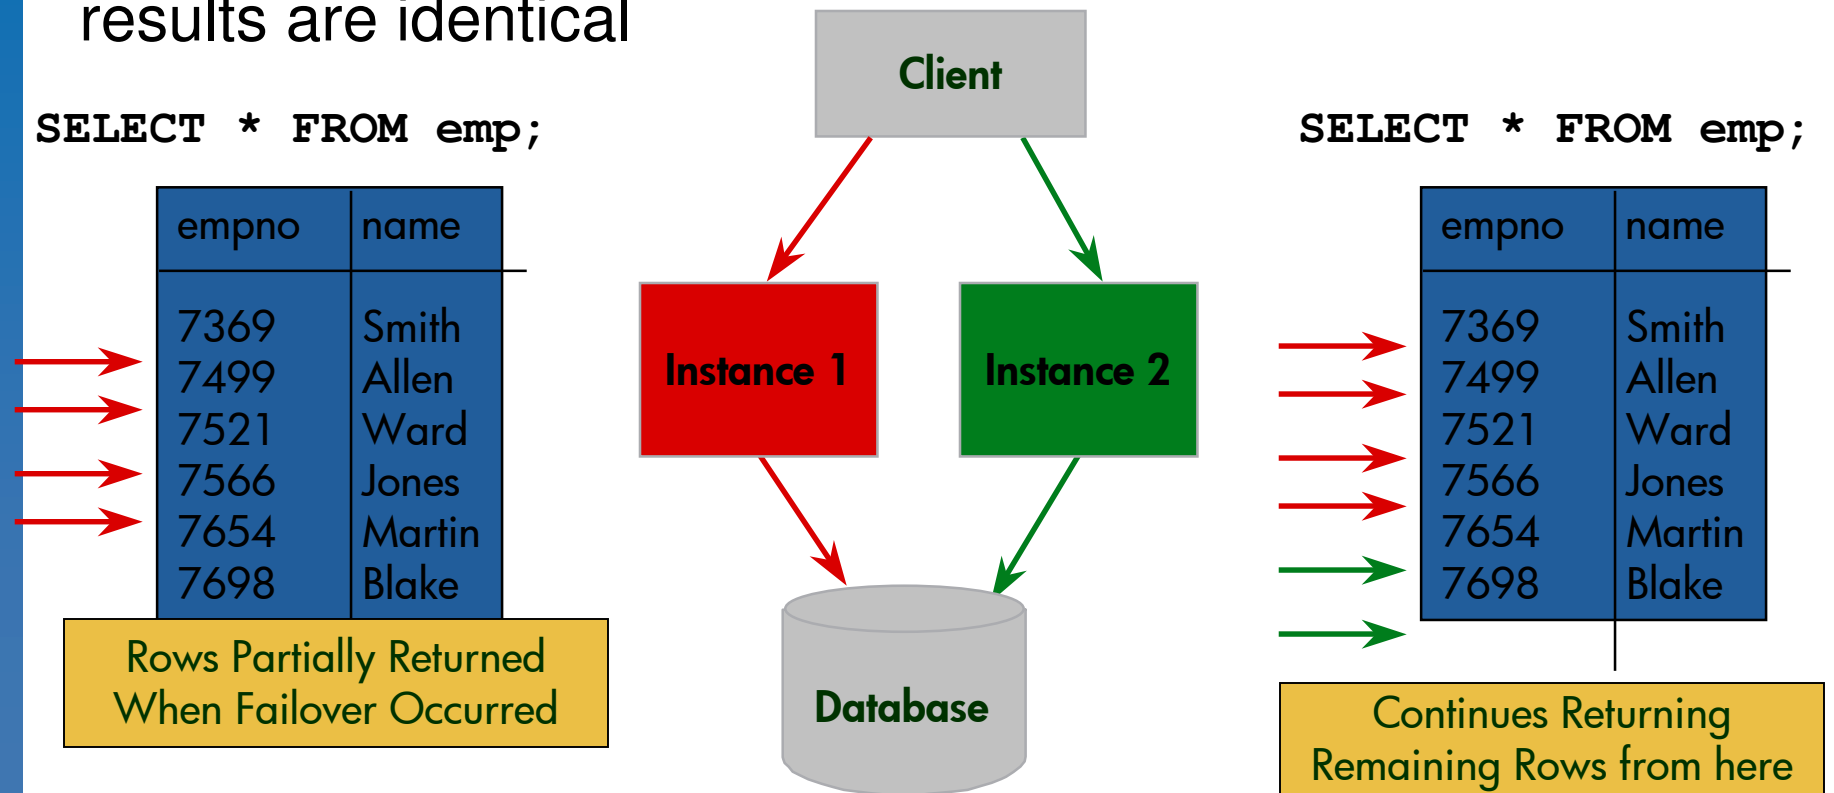 results are identical
Client
SELECT * FROM emp;
SELECT * FROM emp;
empno name
7369 Smith
7499 Allen
7521 Ward
7566 Jones
7654 Martin
7698 Blake
Rows Partially Returned
When Failover Occurred
Instance 1
Instance 2
Database
empno name
7369 Smith
7499 Allen
7521 Ward
7566 Jones
7654 Martin
7698 Blake
Continues Returning
Remaining Rows from here